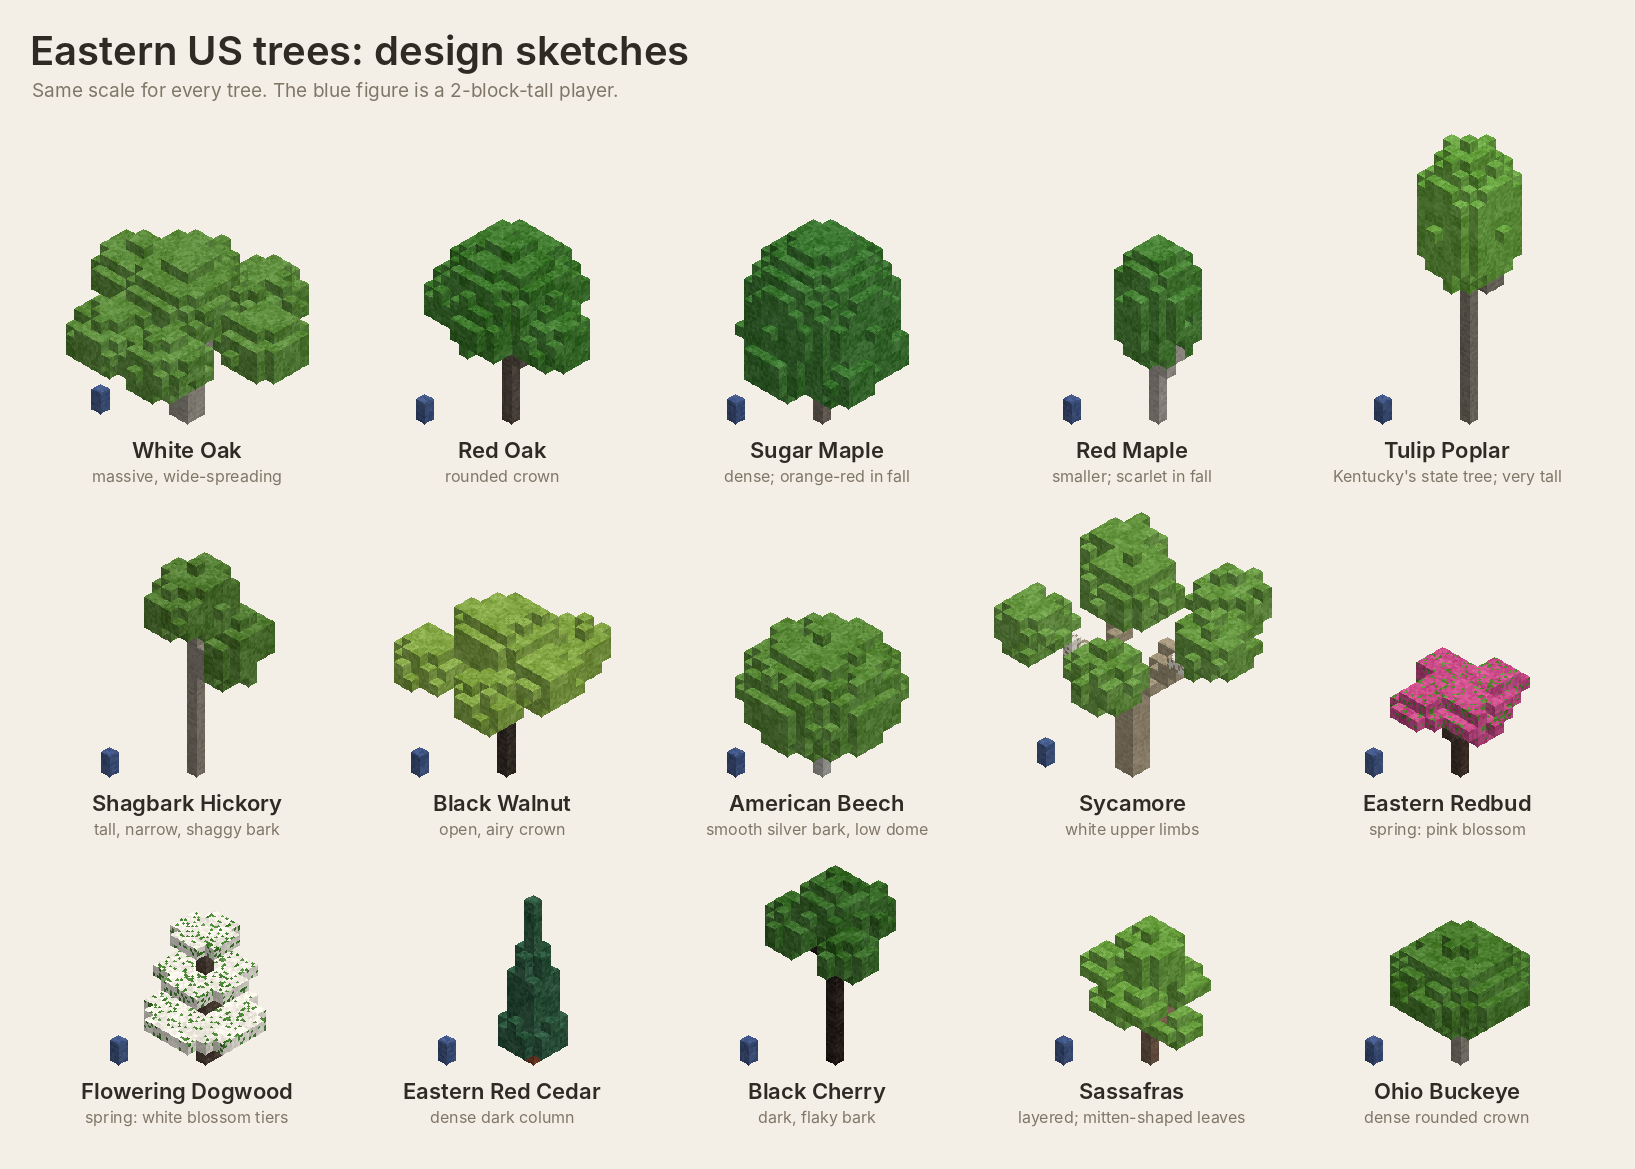 Eastern US trees: design sketches
Same scale for every tree. The blue figure is a 2-block-tall player.
White Oak
massive, wide-spreading
Red Oak
rounded crown
Sugar Maple
dense; orange-red in fall
Red Maple
smaller; scarlet in fall
Tulip Poplar
Kentucky's state tree; very tall
Shagbark Hickory
tall, narrow, shaggy bark
Black Walnut
open, airy crown
American Beech
smooth silver bark, low dome
Sycamore
white upper limbs
Eastern Redbud
spring: pink blossom
Flowering Dogwood
spring: white blossom tiers
Eastern Red Cedar
dense dark column
Black Cherry
dark, flaky bark
Sassafras
layered; mitten-shaped leaves
Ohio Buckeye
dense rounded crown